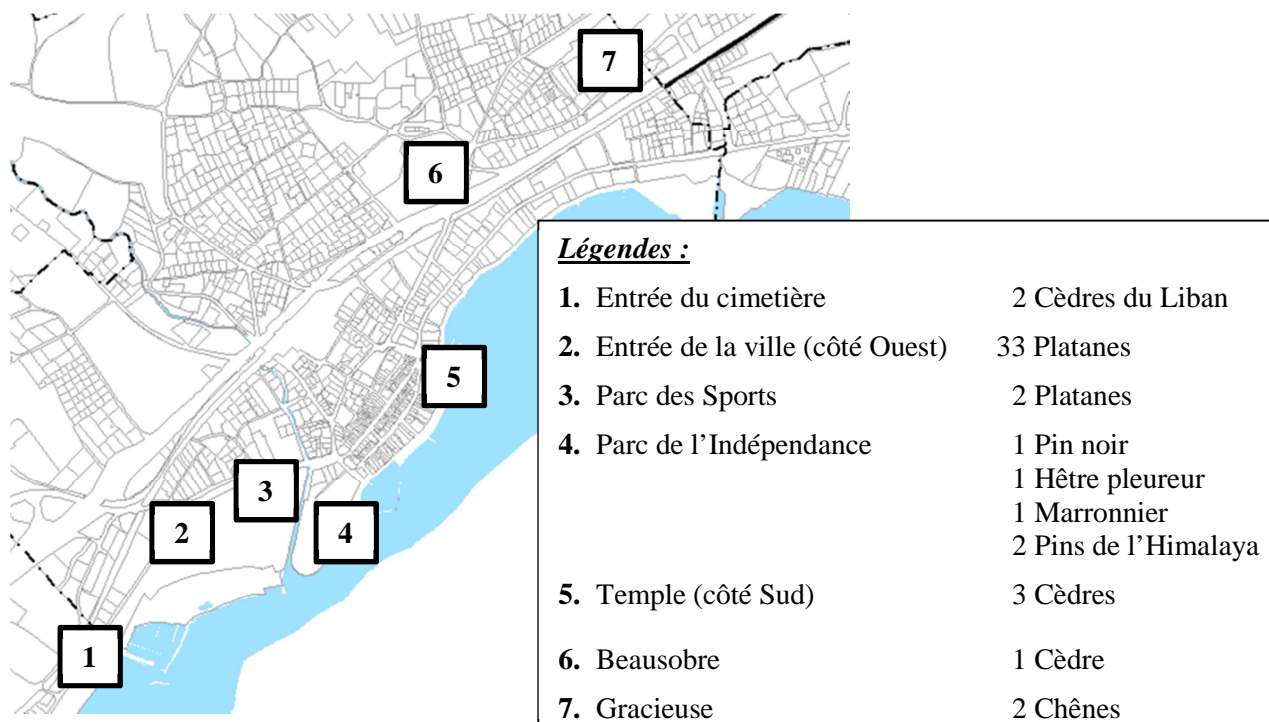 7
6
5
3
2
4
1
Légendes :
1. Entrée du cimetière 2 Cèdres du Liban
2. Entrée de la ville (côté Ouest) 33 Platanes
3. Parc des Sports 2 Platanes
4. Parc de l’Indépendance 1 Pin noir
1 Hêtre pleureur
1 Marronnier
2 Pins de l’Himalaya
5. Temple (côté Sud) 3 Cèdres
6. Beausobre 1 Cèdre
7. Gracieuse 2 Chênes